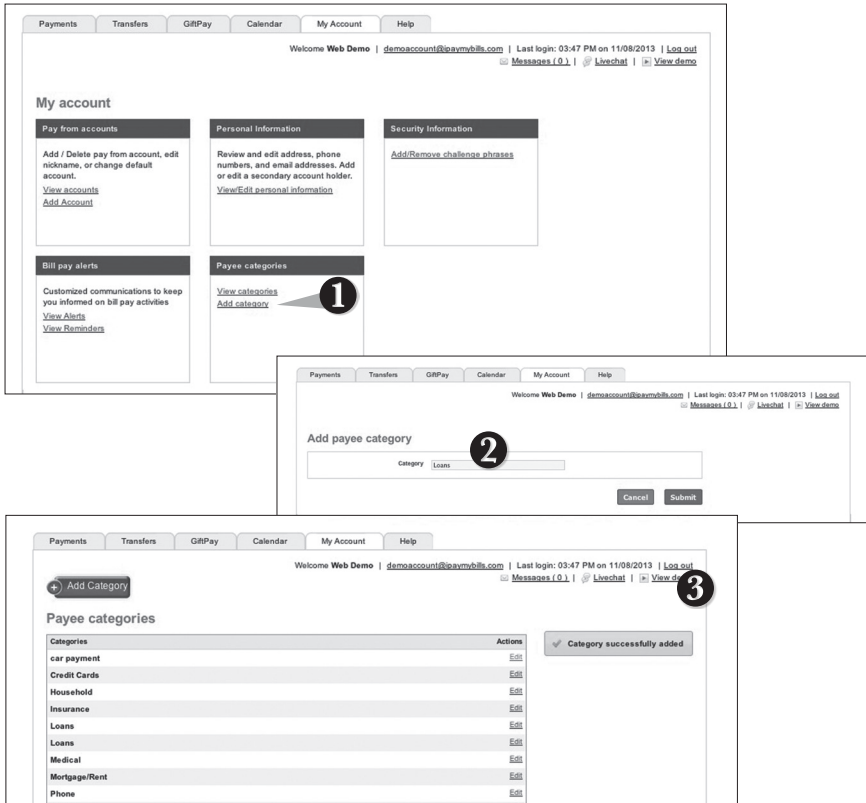 Payments Transfers GiftPay Calendar My Account Help
Welcome Web Demo | demoaccount@ipaymybills.com | Last login: 03:47 PM on 11/08/2013 | Log out
Messages ( 0 ) | Livechat | View demo
My account
Pay from accounts
Add / Delete pay from account, edit
nickname, or change default
account.
View accounts
Add Account
Personal Information
Review and edit address, phone
numbers, and email addresses. Add
or edit a secondary account holder.
View/Edit personal information
Security Information
Add/Remove challenge phrases
Bill pay alerts
Customized communications to keep
you informed on bill pay activities
View Alerts
View Reminders
Payee categories
View categories
Add category
1
Payments Transfers GiftPay Calendar My Account Help
Welcome Web Demo | demoaccount@ipaymybills.com | Last login: 03:47 PM on 11/08/2013 | Log out
Messages ( 0 ) | Livechat | View demo
Add payee category
2
Category Loans
Cancel Submit
Payments Transfers GiftPay Calendar My Account Help
Welcome Web Demo | demoaccount@ipaymybills.com | Last login: 03:47 PM on 11/08/2013 | Log out
Messages ( 0 ) | Livechat | View
3
Add Category
Payee categories
Categories Actions
car payment Edit
Credit Cards Edit
Household Edit
Insurance Edit
Loans Edit
Loans Edit
Medical Edit
Mortgage/Rent Edit
Phone Edit
Category successfully added